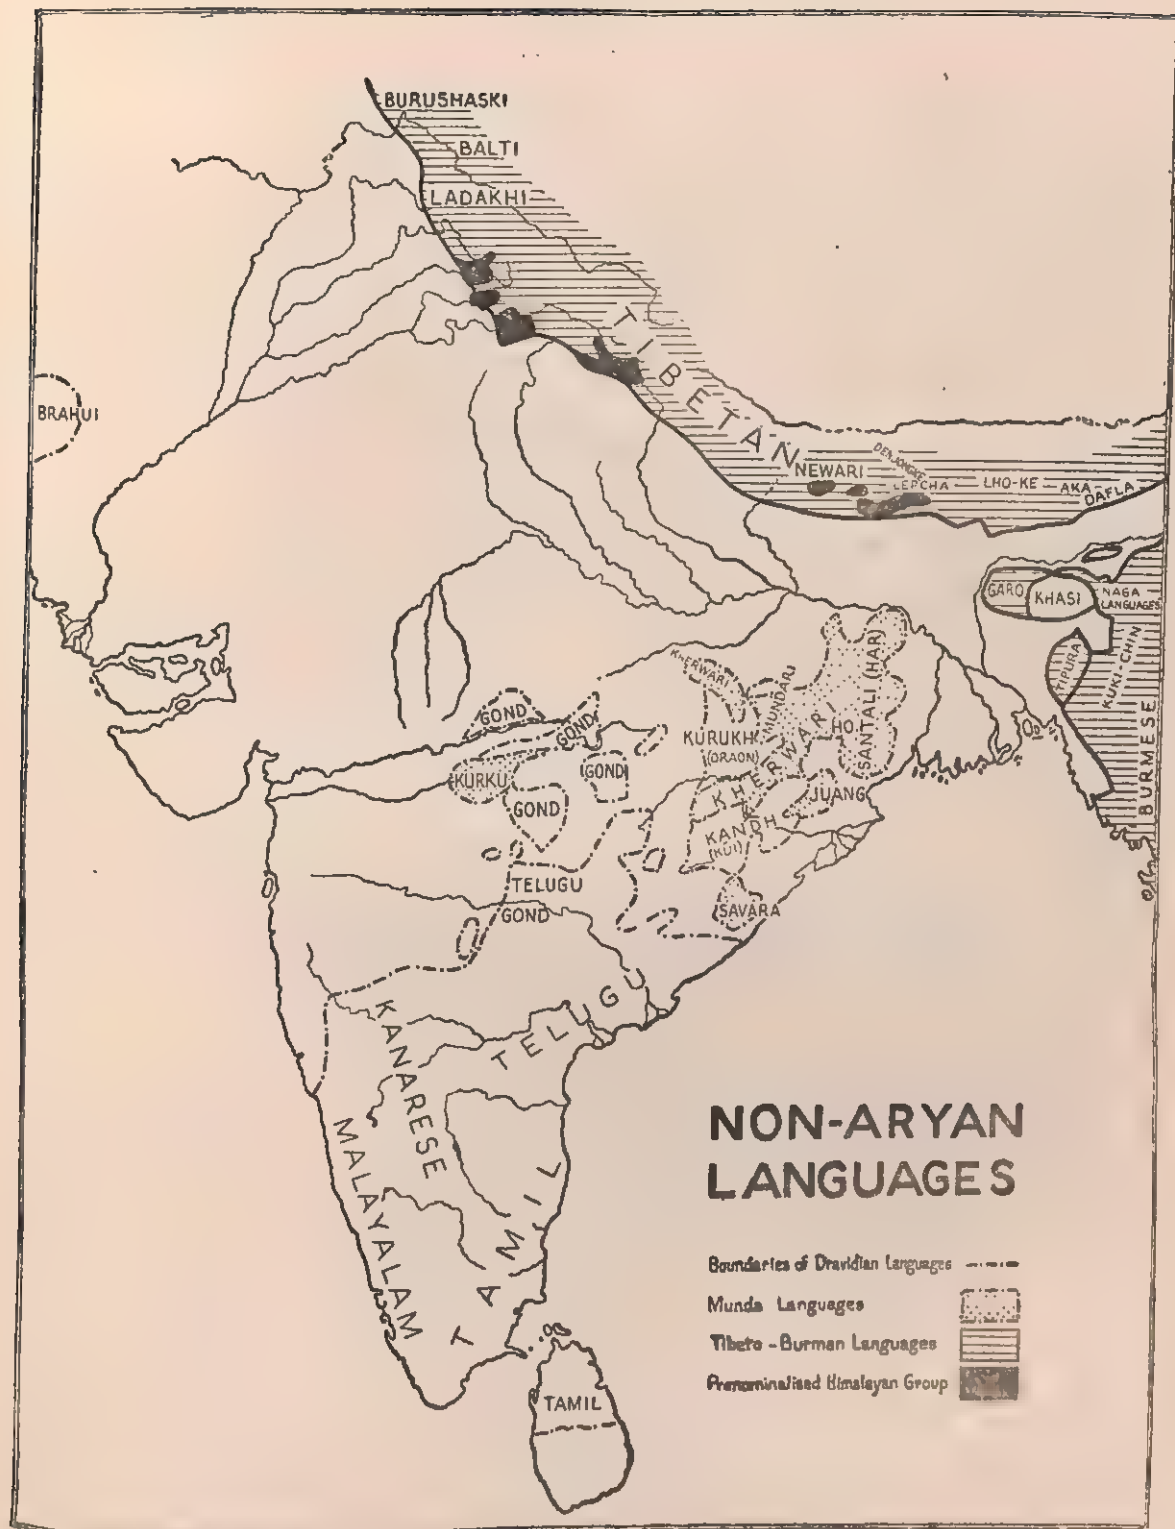 BURUSHASKI
BALTI
LADAKHI
TIBETAN
BRAHUI
NEWARI
DENJONGKE
LEPCHA
LHO-KE
AKA
DAFLA
GARO
KHASI
NAGA
LANGUAGES
TIPURA
KUKI-CHIN
BURMESE
KHERWARI
MUNDARI
SANTALI (HAR)
HO
KURUKH
(ORAON)
KHERWARI
GOND
GOND
GOND
KURKU
GOND
JUANG
KANDH
(KUI)
TELUGU
GOND
SAVARA
TELUGU
KANARESE
MALAYALAM
TAMIL
TAMIL
NON-ARYAN
LANGUAGES
Boundaries of Dravidian Languages
Munda Languages
Tibeto-Burman Languages
Pronominalised Himalayan Group